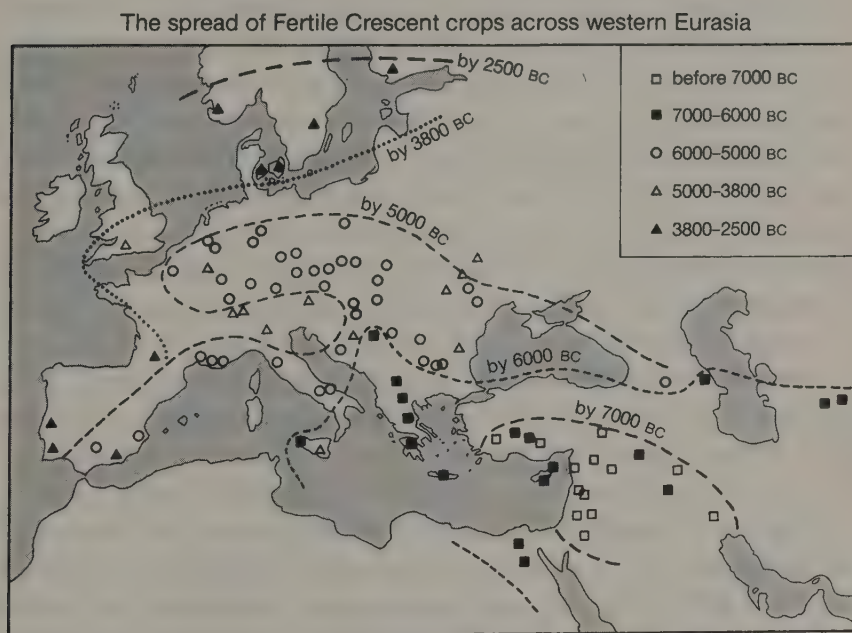 The spread of Fertile Crescent crops across western Eurasia
by 2500 BC
by 3800 BC
by 5000 BC
by 6000 BC
by 7000 BC
before 7000 BC
7000–6000 BC
6000–5000 BC
5000–3800 BC
3800–2500 BC